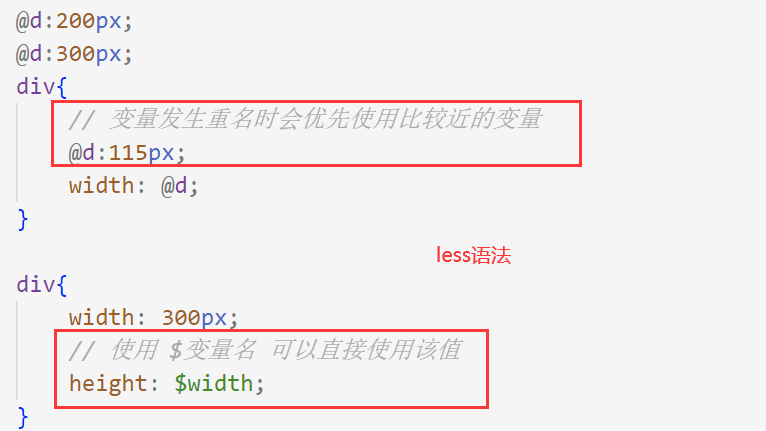 @d:200px;
@d:300px;
div{
// 变量发生重名时会优先使用比较近的变量
@d:115px;
width: @d;
}
less语法
div{
width: 300px;
// 使用 $变量名 可以直接使用该值
height: $width;
}